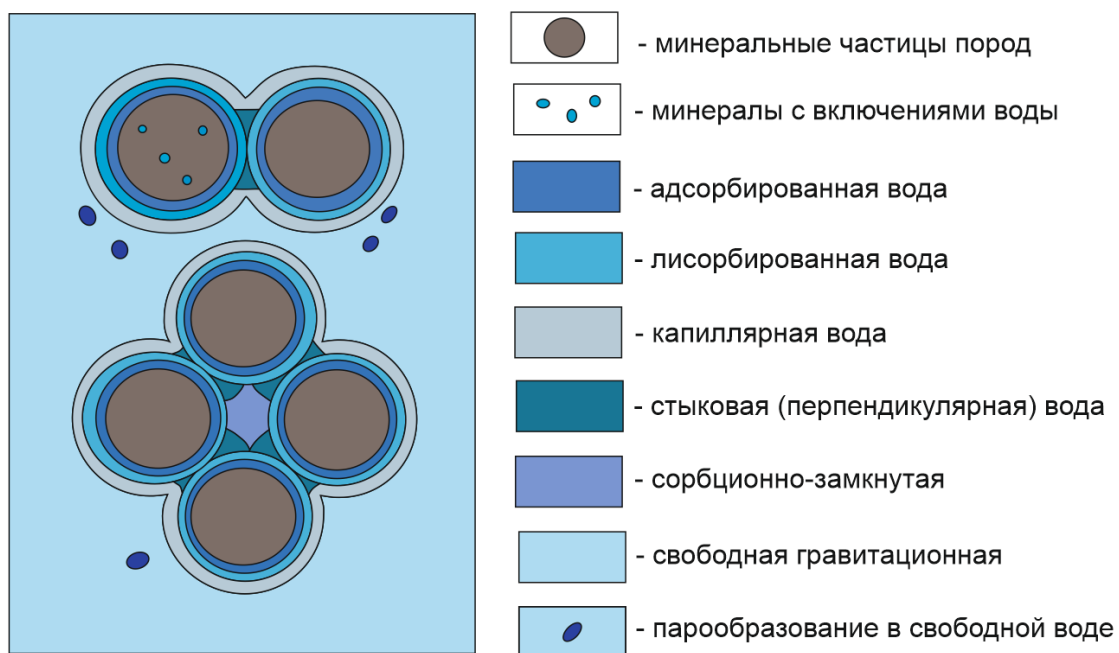 - минеральные частицы пород
- минералы с включениями воды
- адсорбированная вода
- лисорбированная вода
- капиллярная вода
- стыковая (перпендикулярная) вода
- сорбционно-замкнутая
- свободная гравитационная
- парообразование в свободной воде